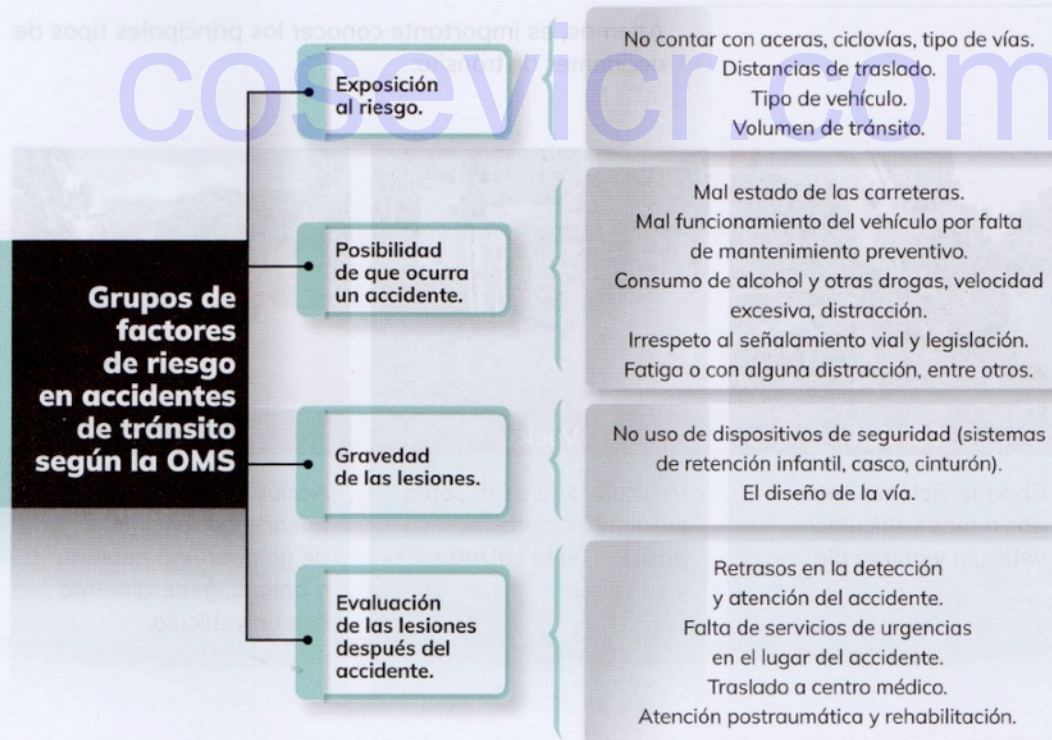 cosevicr.com
Grupos de
factores
de riesgo
en accidentes
de tránsito
según la OMS
Exposición
al riesgo.
No contar con aceras, ciclovías, tipo de vías.
Distancias de traslado.
Tipo de vehículo.
Volumen de tránsito.
Posibilidad
de que ocurra
un accidente.
Mal estado de las carreteras.
Mal funcionamiento del vehículo por falta
de mantenimiento preventivo.
Consumo de alcohol y otras drogas, velocidad
excesiva, distracción.
Irrespeto al señalamiento vial y legislación.
Fatiga o con alguna distracción, entre otros.
Gravedad
de las lesiones.
No uso de dispositivos de seguridad (sistemas
de retención infantil, casco, cinturón).
El diseño de la vía.
Evaluación
de las lesiones
después del
accidente.
Retrasos en la detección
y atención del accidente.
Falta de servicios de urgencias
en el lugar del accidente.
Traslado a centro médico.
Atención postraumática y rehabilitación.